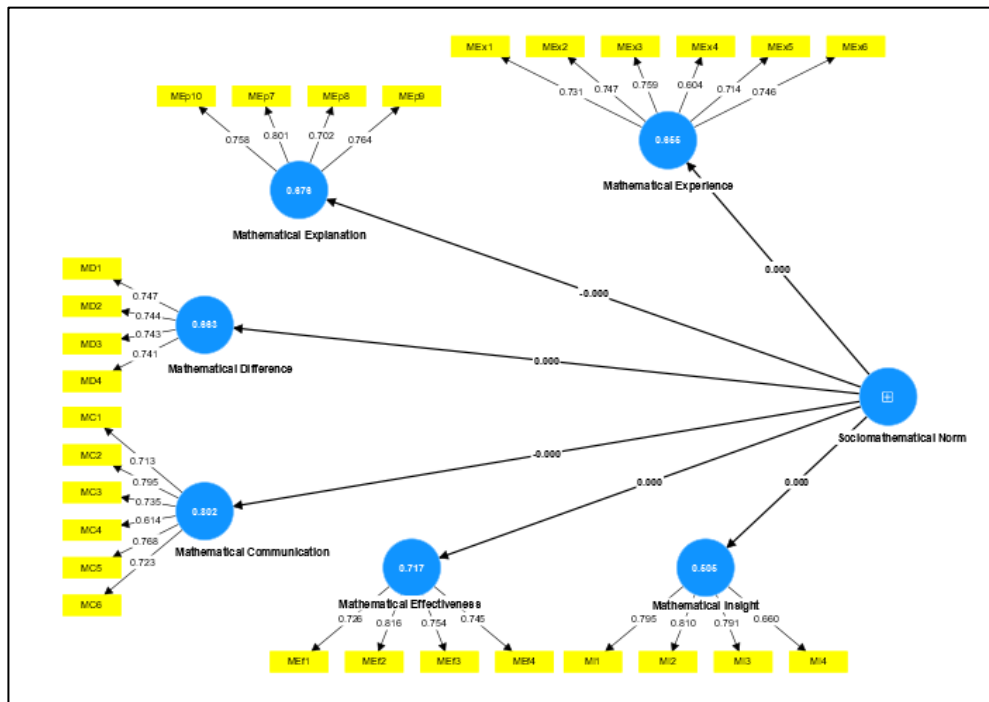 MEx1 MEx2 MEx3 MEx4 MEx5 MEx6
0.731 0.747 0.759 0.604 0.714 0.746
0.655
Mathematical Experience
MEp10 MEp7 MEp8 MEp9
0.758 0.801 0.702 0.764
0.676
Mathematical Explanation
0.000
-0.000
MD1
MD2
MD3
MD4
0.747
0.744
0.743
0.741
0.663
Mathematical Difference
0.000
Sociomathematical Norm
MC1
MC2
MC3
MC4
MC5
MC6
0.713
0.795
0.735
0.614
0.768
0.723
0.802
Mathematical Communication
-0.000
0.000
0.000
0.717
Mathematical Effectiveness
0.726 0.816 0.754 0.745
MEf1 MEf2 MEf3 MEf4
0.505
Mathematical Insight
0.795 0.810 0.791 0.660
MI1 MI2 MI3 MI4